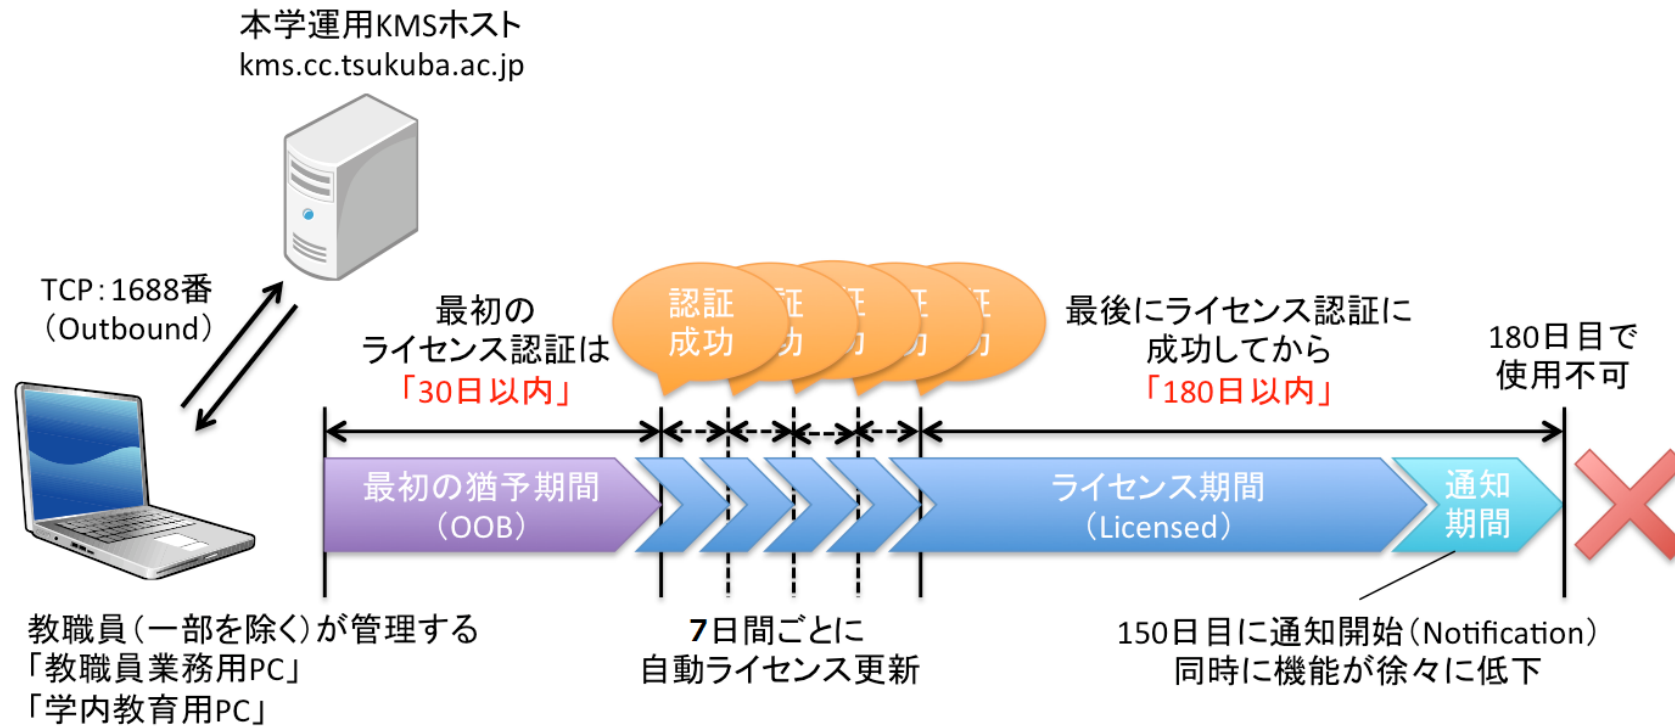 本学運用KMSホスト
kms.cc.tsukuba.ac.jp
TCP：1688番
（Outbound）
最初の
ライセンス認証は
「30日以内」
認証
成功
証
功
証
功
証
功
証
功
最後にライセンス認証に
成功してから
「180日以内」
180日目で
使用不可
最初の猶予期間
（OOB）
ライセンス期間
（Licensed）
通知
期間
教職員（一部を除く）が管理する
「教職員業務用PC」
「学内教育用PC」
7日間ごとに
自動ライセンス更新
150日目に通知開始（Notification）
同時に機能が徐々に低下